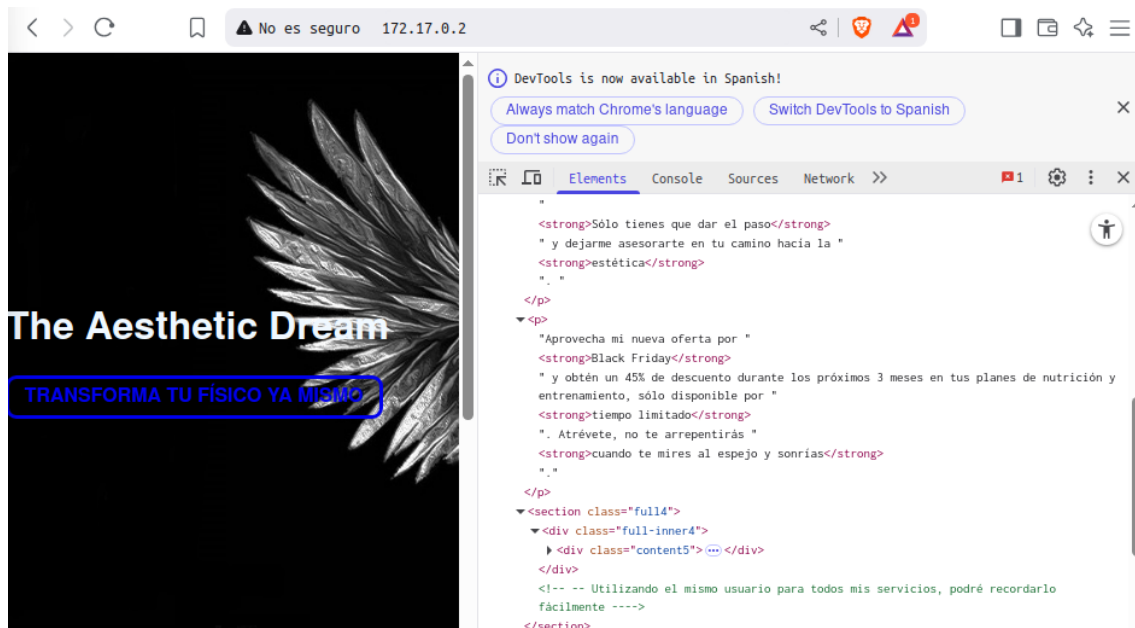 No es seguro 172.17.0.2
1
DevTools is now available in Spanish!
Always match Chrome's language
Switch DevTools to Spanish
Don't show again
Elements Console Sources Network 1
"
<strong>Sólo tienes que dar el paso</strong>
" y dejarme asesorarte en tu camino hacia la "
<strong>estética</strong>
". "
</p>
<p>
"Aprovecha mi nueva oferta por "
<strong>Black Friday</strong>
" y obtén un 45% de descuento durante los próximos 3 meses en tus planes de nutrición y
entrenamiento, sólo disponible por "
<strong>tiempo limitado</strong>
". Atrévete, no te arrepentirás "
<strong>cuando te mires al espejo y sonrías</strong>
"."
</p>
<section class="full4">
<div class="full-inner4">
<div class="content5">…</div>
</div>
<!-- -- Utilizando el mismo usuario para todos mis servicios, podré recordarlo
fácilmente ---->
</section>
The Aesthetic Dream
TRANSFORMA TU FÍSICO YA MISMO